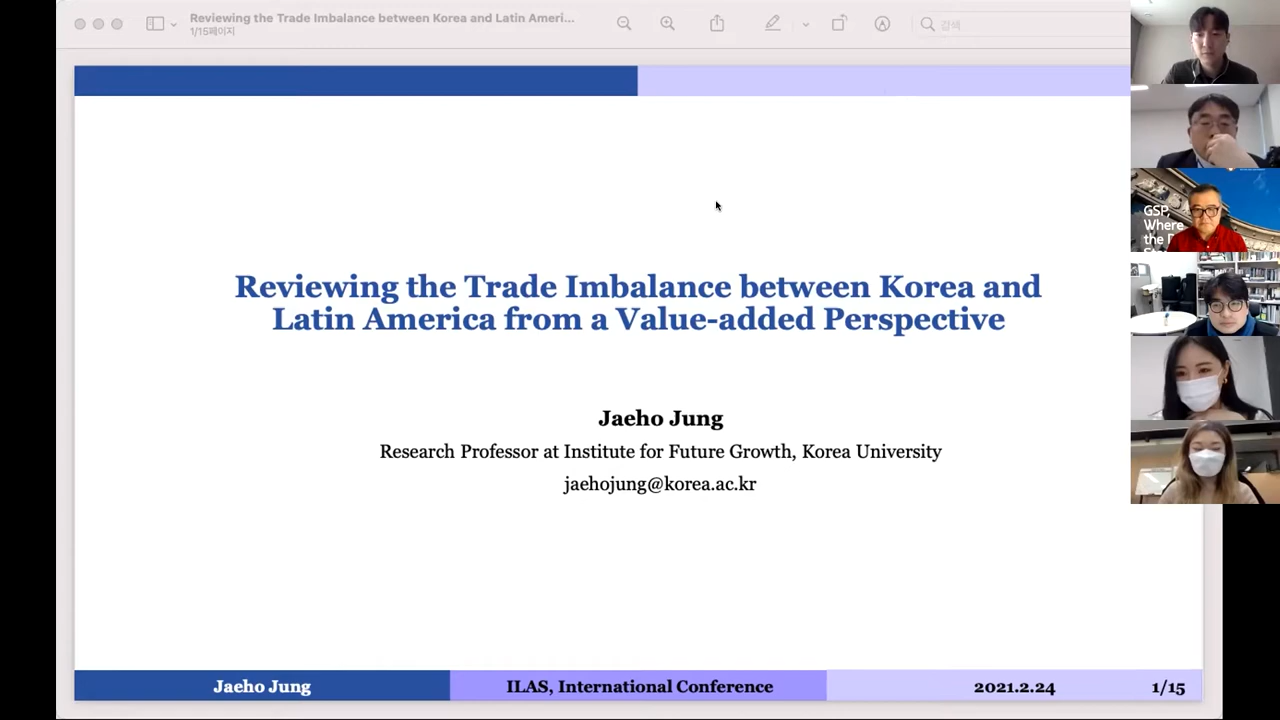 Reviewing the Trade Imbalance between Korea and Latin Ameri...
1/15페이지
검색
Reviewing the Trade Imbalance between Korea and
Latin America from a Value-added Perspective
Jaeho Jung
Research Professor at Institute for Future Growth, Korea University
jaehojung@korea.ac.kr
GSP,
Where
the
Jaeho Jung
ILAS, International Conference
2021.2.24
1/15